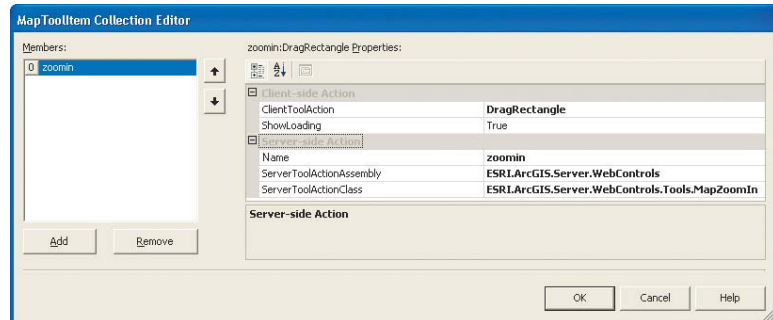 MapToolItem Collection Editor
Members:
zoomin:DragRectangle Properties:
0 zoomin
Client-side Action
ClientToolAction DragRectangle
ShowLoading True
Server-side Action
Name zoomin
ServerToolActionAssembly ESRI.ArcGIS.Server.WebControls
ServerToolActionClass ESRI.ArcGIS.Server.WebControls.Tools.MapZoomIn
Server-side Action
Add Remove
OK Cancel Help